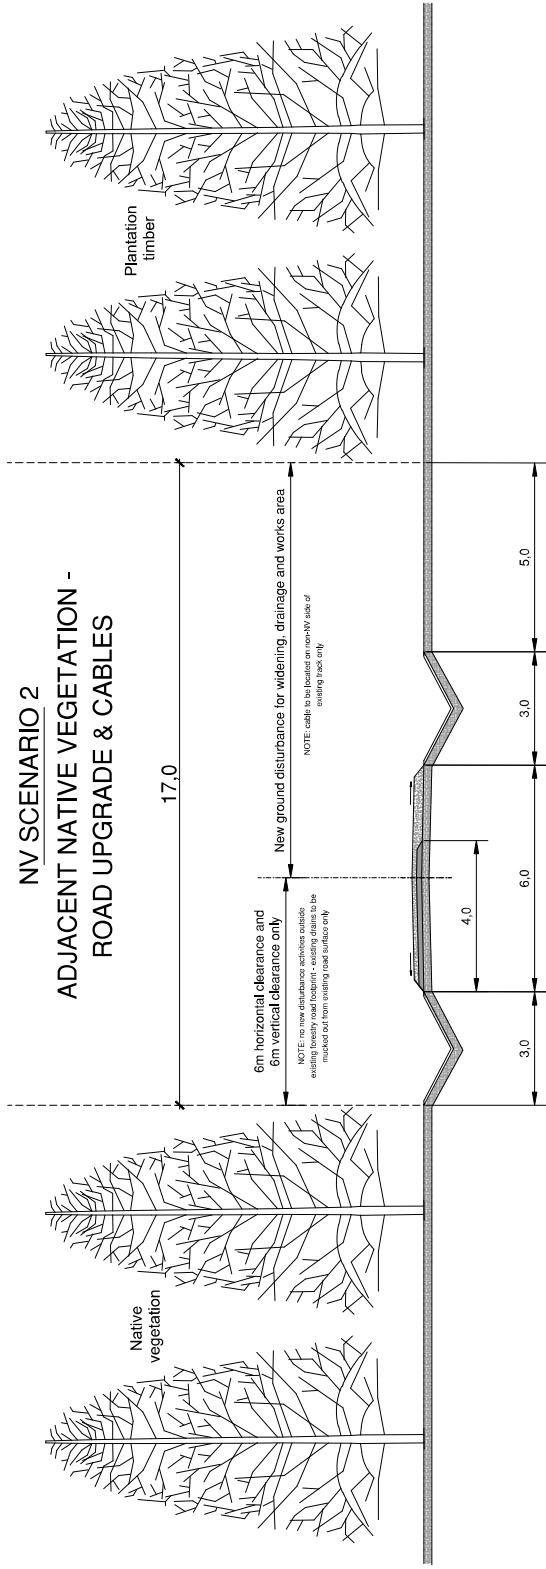 NV SCENARIO 2
ADJACENT NATIVE VEGETATION -
ROAD UPGRADE & CABLES
17,0
Native
vegetation
Plantation
timber
6m horizontal clearance and
6m vertical clearance only
NOTE: no new disturbance activities outside
existing forestry road footprint - existing drains to be
mucked out from existing road surface only
New ground disturbance for widening, drainage and works area
NOTE: cable to be located on non-NV side of
existing track only
4,0
3,0
6,0
3,0
5,0